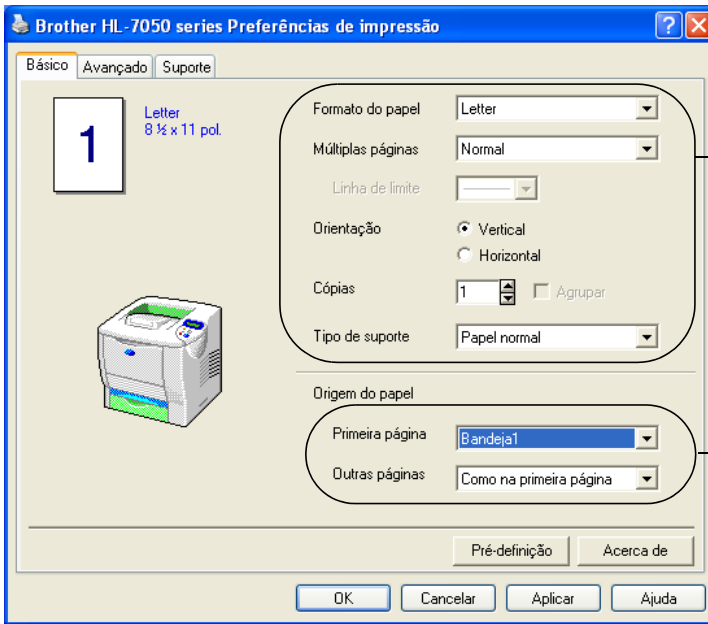 Brother HL-7050 series Preferências de impressão
Básico Avançado Suporte
1
Letter
8 ½ x 11 pol.
Formato do papel Letter
Múltiplas páginas Normal
Linha de limite
Orientação Vertical
Horizontal
Cópias 1 Agrupar
Tipo de suporte Papel normal
Origem do papel
Primeira página Bandeja1
Outras páginas Como na primeira página
Pré-definição Acerca de
OK Cancelar Aplicar Ajuda